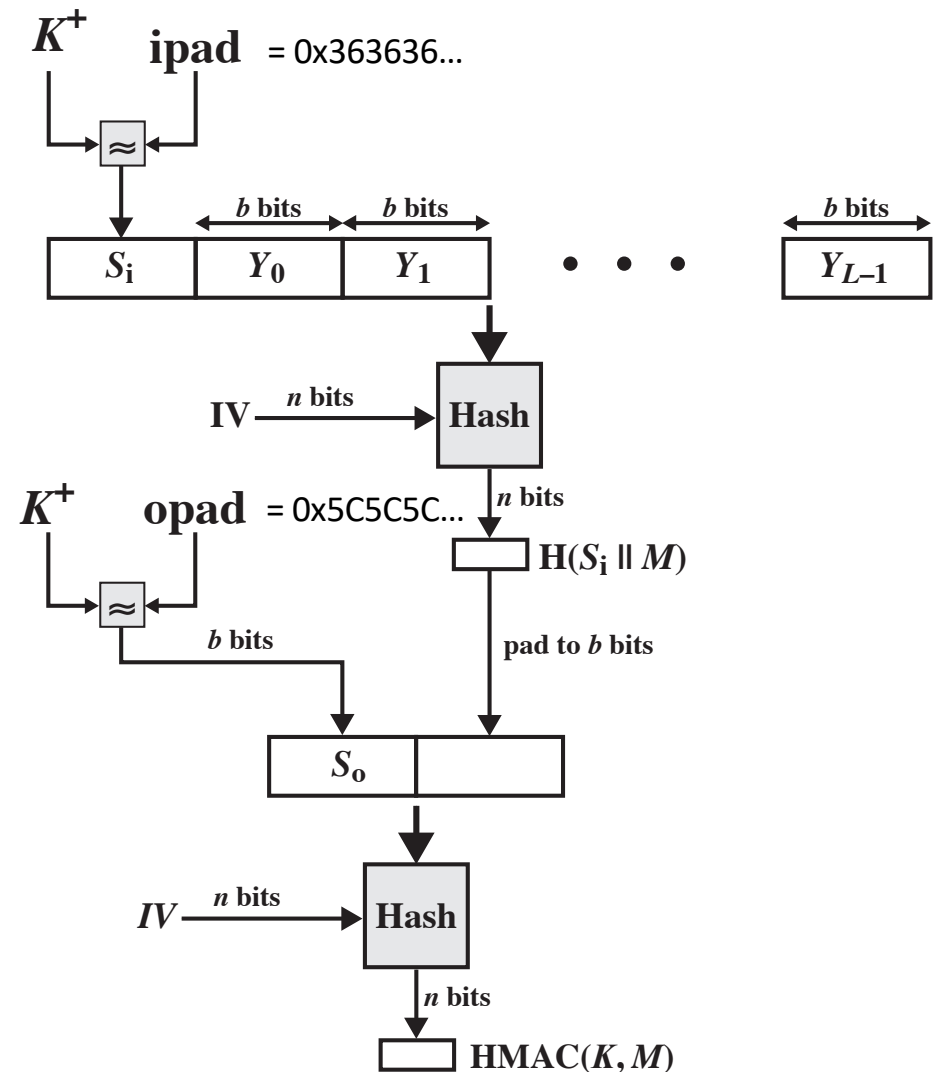 K⁺ ipad = 0x363636...
≈
b bits b bits b bits
Sᵢ Y₀ Y₁ • • • Y_L–1
IV n bits Hash
n bits
K⁺ opad = 0x5C5C5C...
H(Sᵢ || M)
≈
b bits
pad to b bits
Sₒ
IV n bits Hash
n bits
HMAC(K, M)